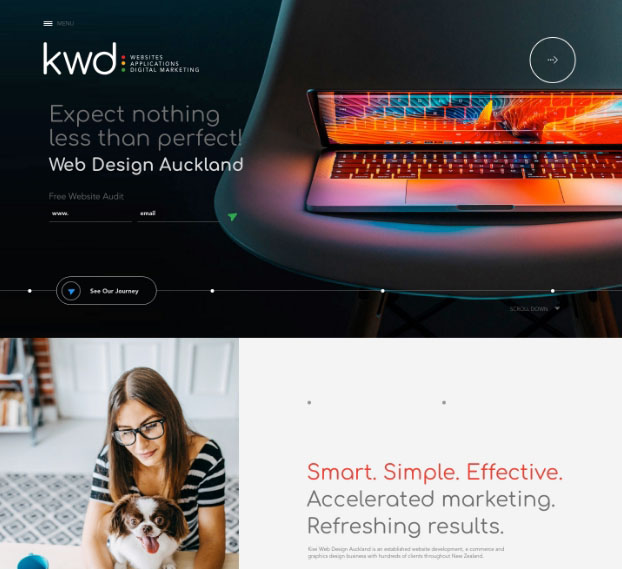 MENU
kwd
WEBSITES
APPLICATIONS
DIGITAL MARKETING
Expect nothing
less than perfect!
Web Design Auckland
Free Website Audit
www.
email
See Our Journey
SCROLL DOWN
Smart. Simple. Effective.
Accelerated marketing.
Refreshing results.
Kiwi Web Design Auckland is an established website development, e-commerce and
graphics design business with hundreds of clients throughout New Zealand.